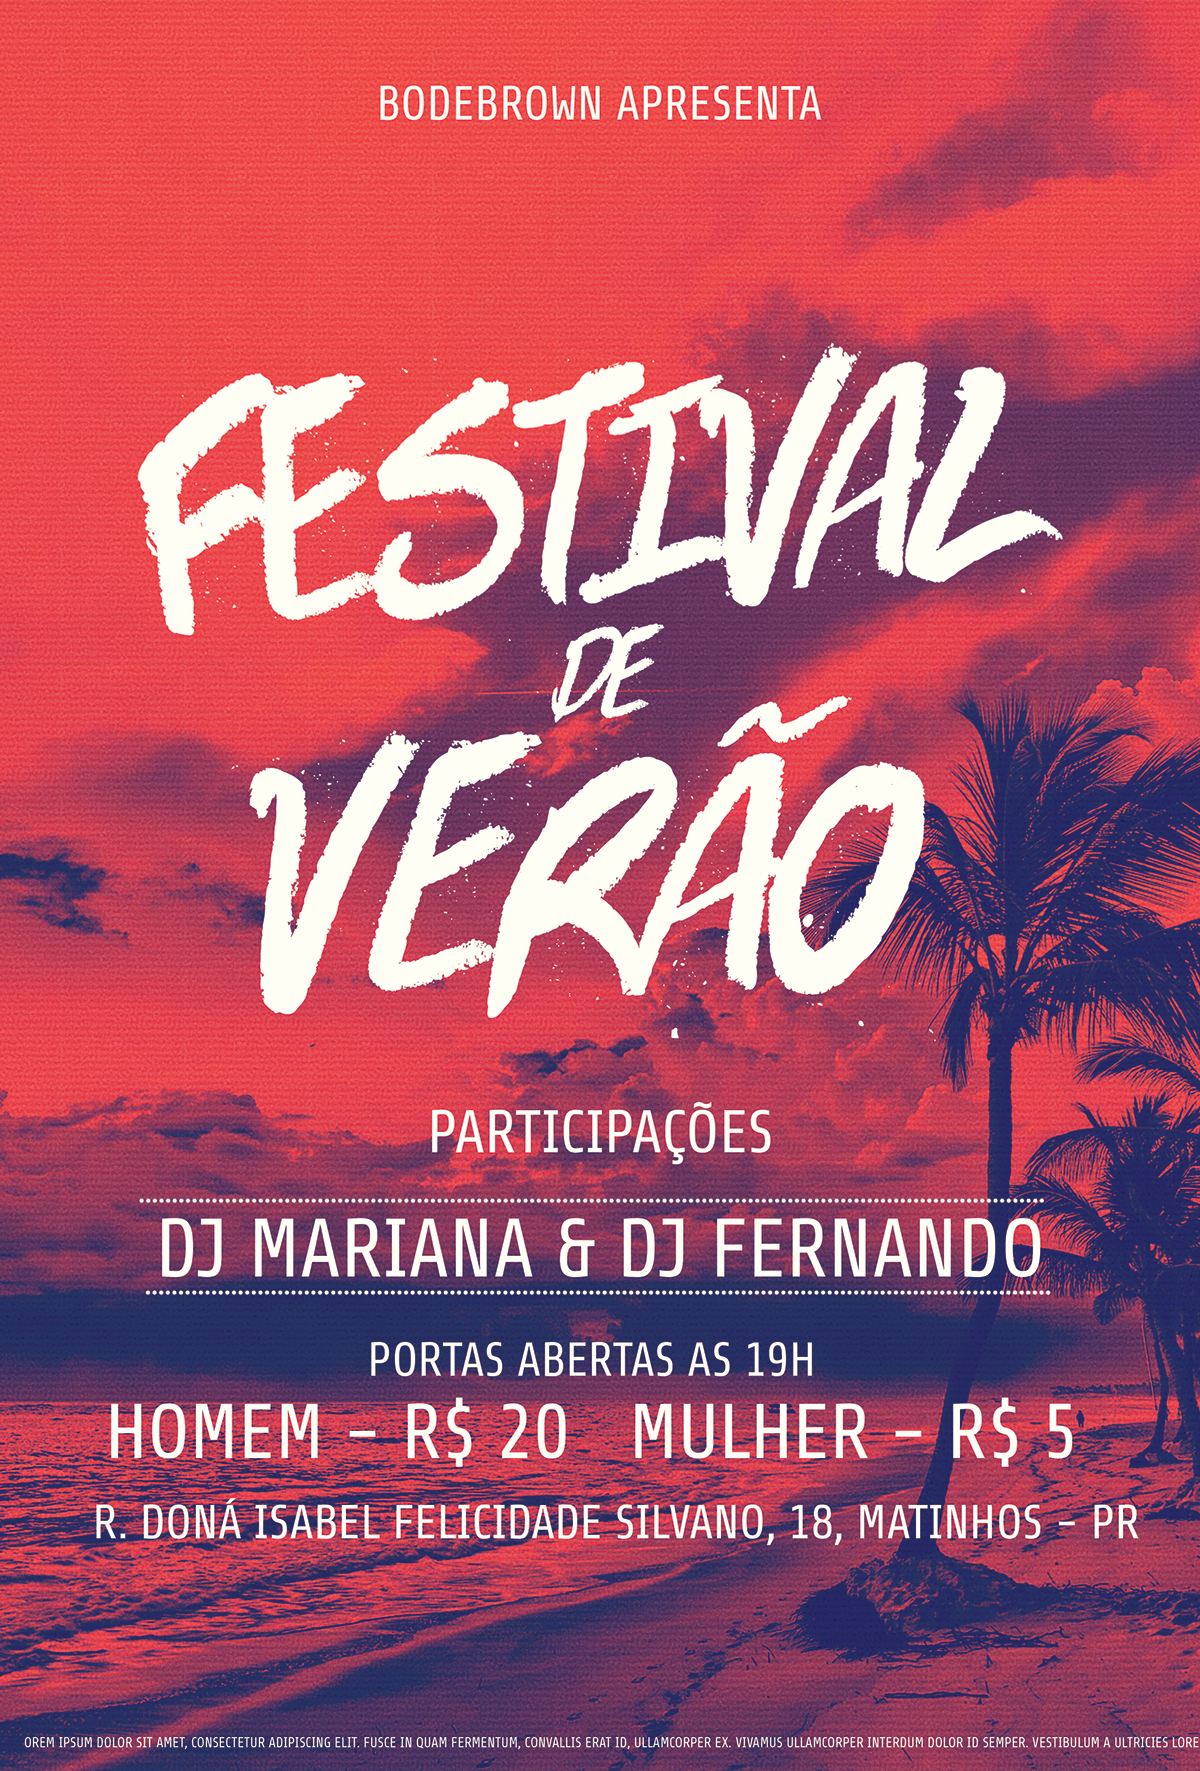 BODEBROWN APRESENTA
FESTIVAL
DE
VERÃO
PARTICIPAÇÕES
DJ MARIANA & DJ FERNANDO
PORTAS ABERTAS AS 19H
HOMEM – R$ 20 MULHER – R$ 5
R. DONÁ ISABEL FELICIDADE SILVANO, 18, MATINHOS – PR
OREM IPSUM DOLOR SIT AMET, CONSECTETUR ADIPISCING ELIT. FUSCE IN QUAM FERMENTUM, CONVALLIS ERAT ID, ULLAMCORPER EX. VIVAMUS ULLAMCORPER INTERDUM DOLOR ID SEMPER. VESTIBULUM A ULTRICIES LORE